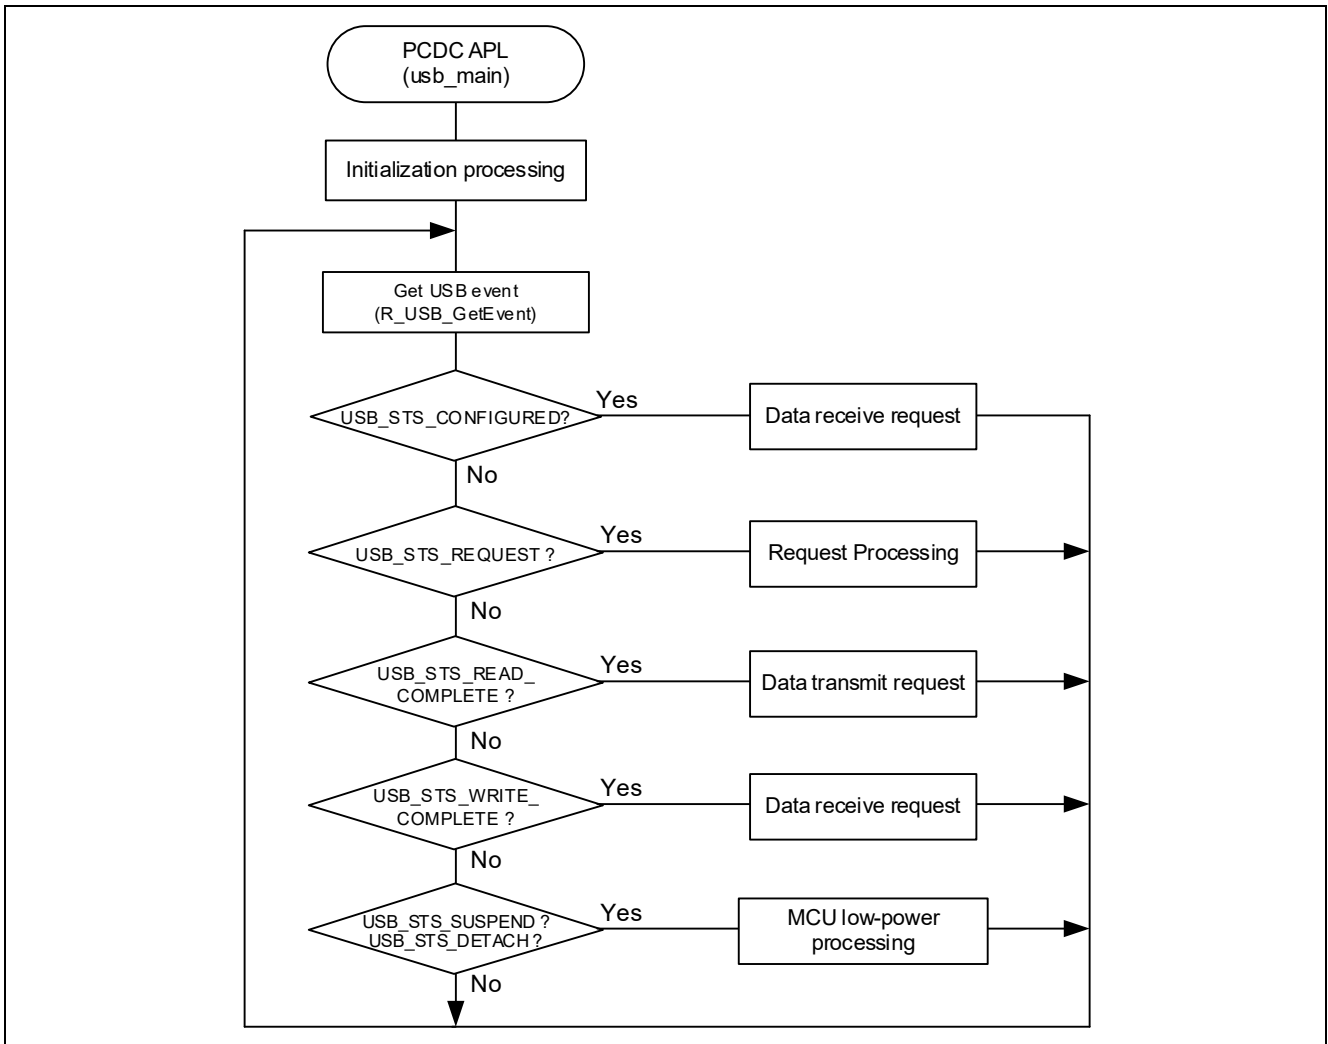 PCDC APL
(usb_main)
Initialization processing
Get USB event
(R_USB_GetEvent)
USB_STS_CONFIGURED?
Yes
Data receive request
No
USB_STS_REQUEST ?
Yes
Request Processing
No
USB_STS_READ_
COMPLETE ?
Yes
Data transmit request
No
USB_STS_WRITE_
COMPLETE ?
Yes
Data receive request
No
USB_STS_SUSPEND ?
USB_STS_DETACH ?
Yes
MCU low-power
processing
No